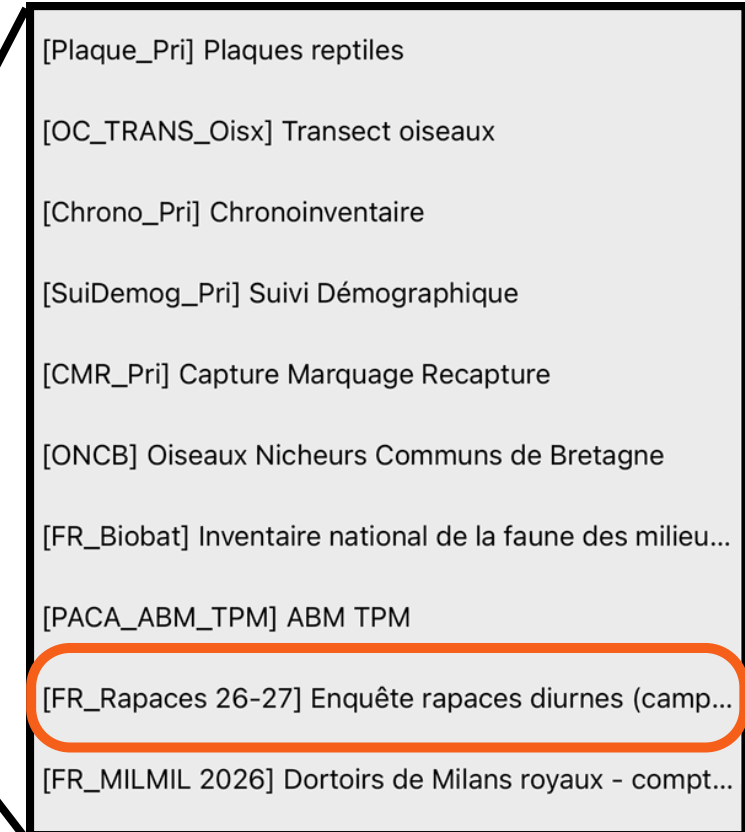 [Plaque_Pri] Plaques reptiles
[OC_TRANS_Oisx] Transect oiseaux
[Chrono_Pri] Chronoinventaire
[SuiDemog_Pri] Suivi Démographique
[CMR_Pri] Capture Marquage Recapture
[ONCB] Oiseaux Nicheurs Communs de Bretagne
[FR_Biobat] Inventaire national de la faune des milieu...
[PACA_ABM_TPM] ABM TPM
[FR_Rapaces 26-27] Enquête rapaces diurnes (camp...
[FR_MILMIL 2026] Dortoirs de Milans royaux - compt...